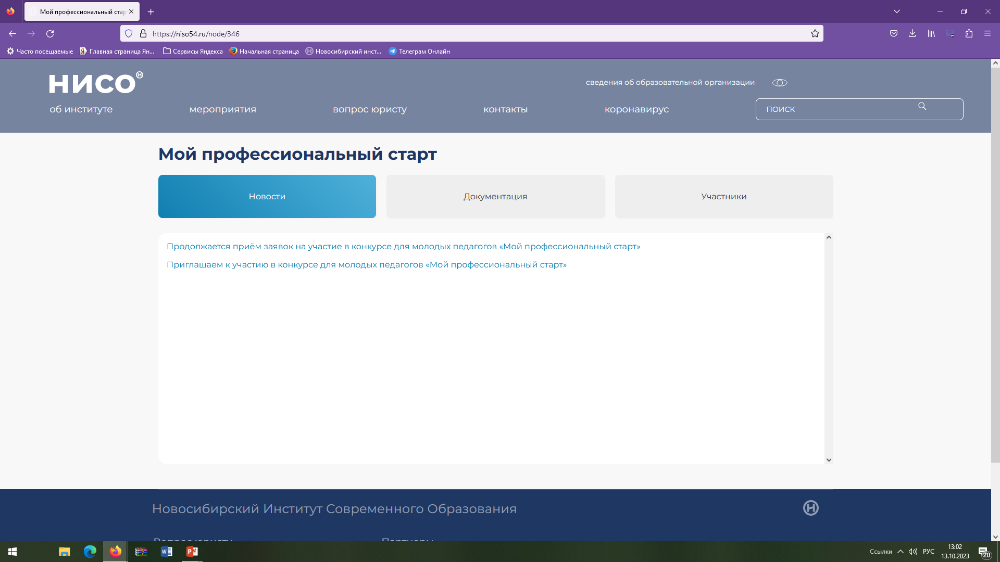 Мой профессиональный стар
https://niso54.ru/node/346
Часто посещаемые
Главная страница Ян...
Сервисы Яндекса
Начальная страница
Новосибирский инст...
Телеграм Онлайн
нисо
сведения об образовательной организации
об институте
мероприятия
вопрос юристу
контакты
коронавирус
ПОИСК
Мой профессиональный старт
Новости
Документация
Участники
Продолжается приём заявок на участие в конкурсе для молодых педагогов «Мой профессиональный старт»
Приглашаем к участию в конкурсе для молодых педагогов «Мой профессиональный старт»
Новосибирский Институт Современного Образования
Вопрос юристу
Партнеры
Ссылки
РУС
13:02
13.10.2023
20